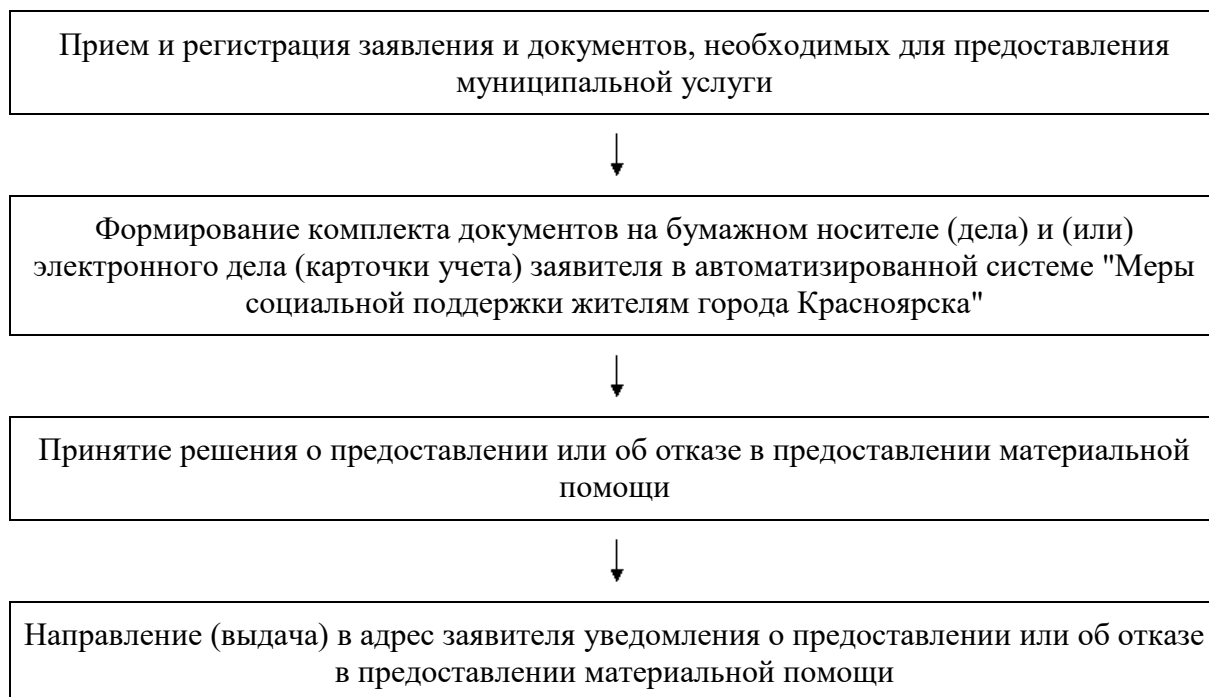 Прием и регистрация заявления и документов, необходимых для предоставления
муниципальной услуги
Формирование комплекта документов на бумажном носителе (дела) и (или)
электронного дела (карточки учета) заявителя в автоматизированной системе "Меры
социальной поддержки жителям города Красноярска"
Принятие решения о предоставлении или об отказе в предоставлении материальной
помощи
Направление (выдача) в адрес заявителя уведомления о предоставлении или об отказе
в предоставлении материальной помощи